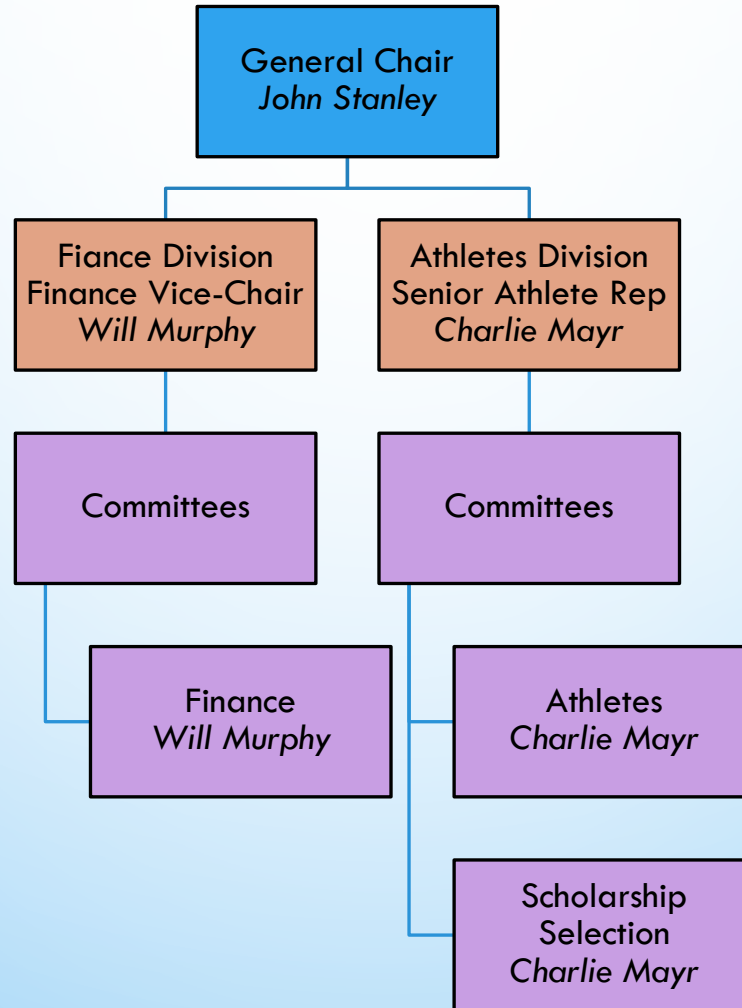 General Chair
John Stanley
Fiance Division
Finance Vice-Chair
Will Murphy
Athletes Division
Senior Athlete Rep
Charlie Mayr
Committees
Committees
Finance
Will Murphy
Athletes
Charlie Mayr
Scholarship
Selection
Charlie Mayr